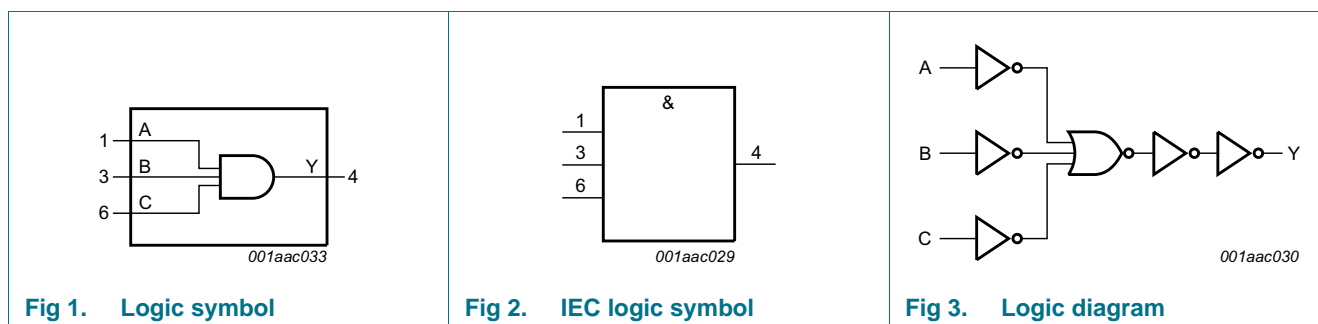 A
1
B
Y
3
4
C
6
001aac033
Fig 1. Logic symbol
&
1
3
4
6
001aac029
Fig 2. IEC logic symbol
A
B
Y
C
001aac030
Fig 3. Logic diagram